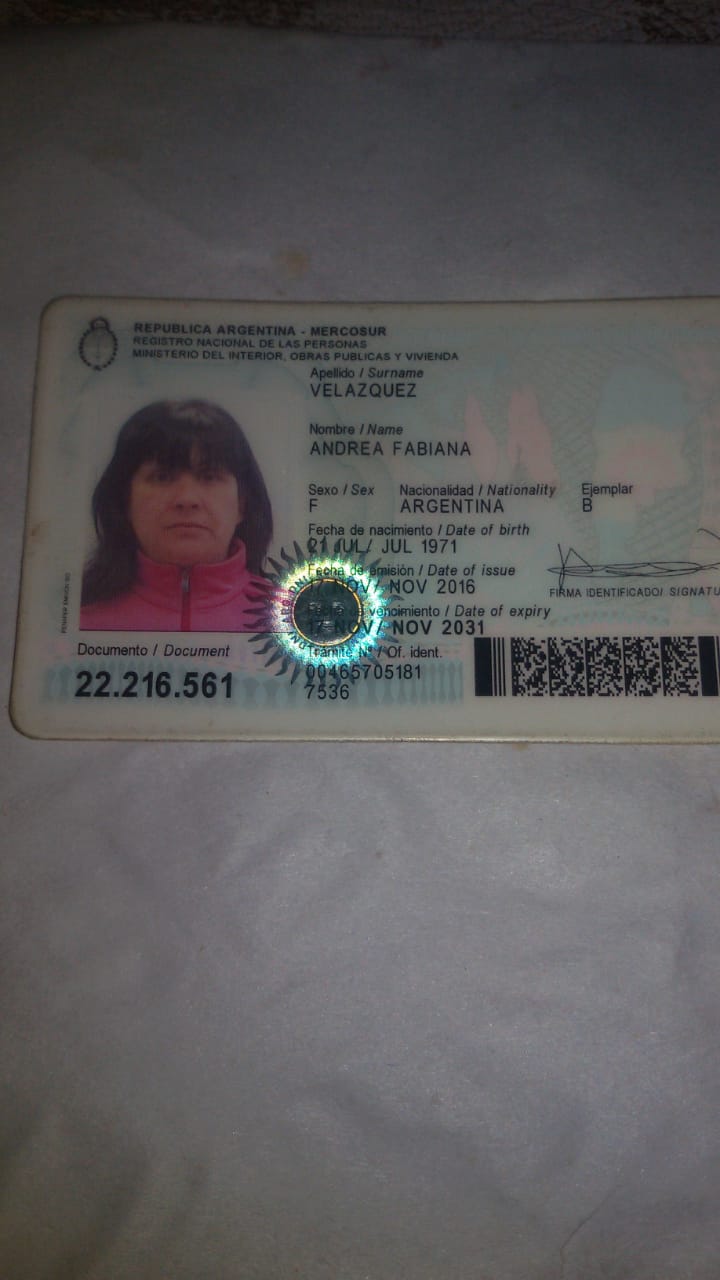 REPUBLICA ARGENTINA - MERCOSUR
REGISTRO NACIONAL DE LAS PERSONAS
MINISTERIO DEL INTERIOR, OBRAS PUBLICAS Y VIVIENDA
Apellido / Surname
VELAZQUEZ
Nombre / Name
ANDREA FABIANA
Sexo / Sex Nacionalidad / Nationality Ejemplar
F ARGENTINA B
Fecha de nacimiento / Date of birth
21 JUL/ JUL 1971
Fecha de emisión / Date of issue
17 NOV/ NOV 2016
FIRMA IDENTIFICADO/ SIGNATU
Fecha de vencimiento / Date of expiry
17 NOV/ NOV 2031
Documento / Document Trámite Nº / Of. ident.
22.216.561 00465705181
7536